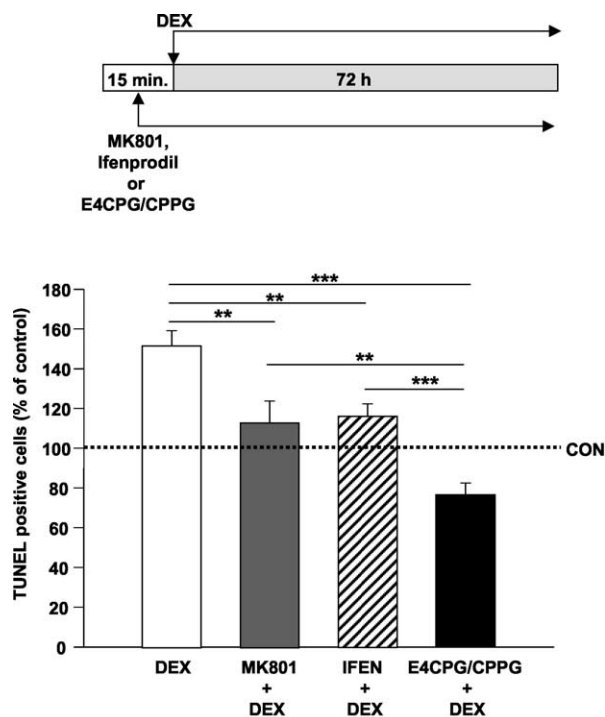 DEX
15 min.
72 h
MK801,
Ifenprodil
or
E4CPG/CPPG
TUNEL positive cells (% of control)
180
160
140
120
100
80
60
40
20
0
***
**
**
**
***
CON
DEX
MK801
+
DEX
IFEN
+
DEX
E4CPG/CPPG
+
DEX